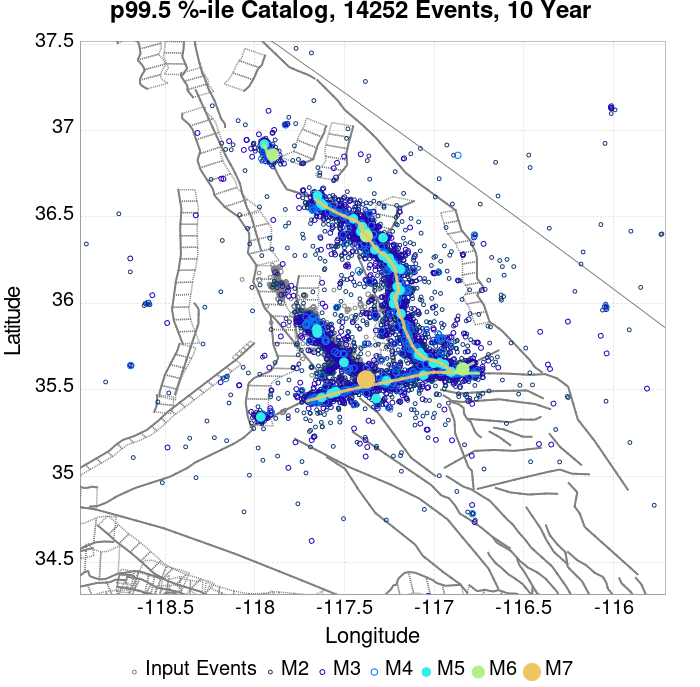 p99.5 %-ile Catalog, 14252 Events, 10 Year
37.5
37
36.5
36
35.5
35
34.5
Latitude
-118.5 -118 -117.5 -117 -116.5 -116
Longitude
Input Events M2 M3 M4 M5 M6 M7